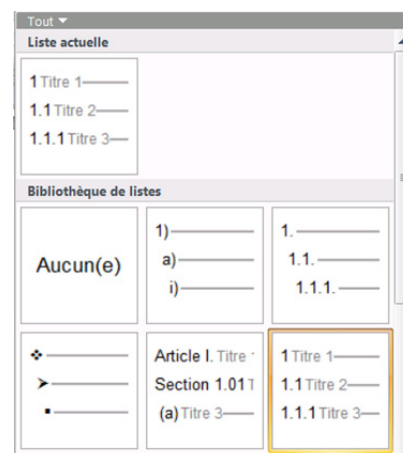 Tout
Liste actuelle
1 Titre 1
1.1 Titre 2
1.1.1 Titre 3
Bibliothèque de listes
Aucun(e)
1)
a)
i)
1.
1.1.
1.1.1.
Article I. Titre
Section 1.01
(a) Titre 3
1 Titre 1
1.1 Titre 2
1.1.1 Titre 3